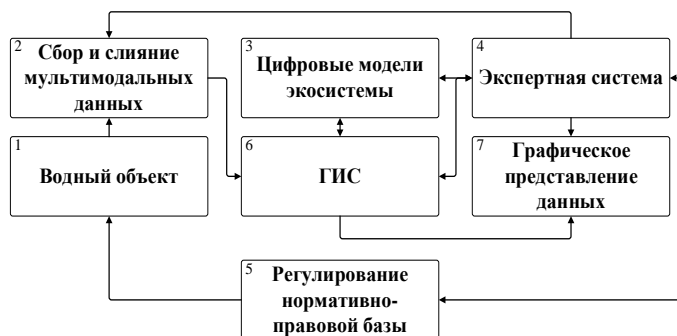 2
Сбор и слияние
мультимодальных
данных
3
Цифровые модели
экосистемы
4
Экспертная система
1
Водный объект
6
ГИС
7
Графическое
представление
данных
5
Регулирование
нормативно-
правовой базы